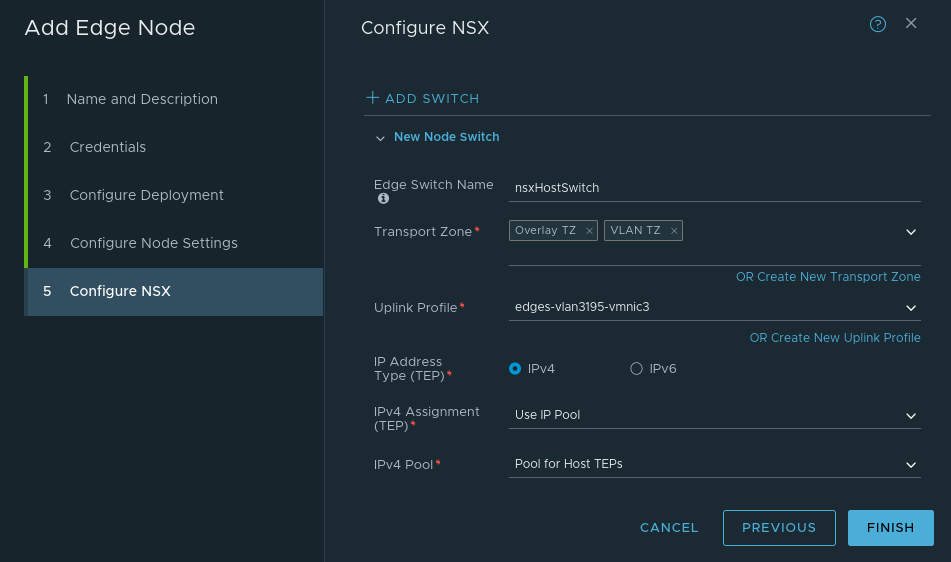 Add Edge Node
1 Name and Description
2 Credentials
3 Configure Deployment
4 Configure Node Settings
5 Configure NSX
Configure NSX
?
+ ADD SWITCH
New Node Switch
Edge Switch Name
nsxHostSwitch
Transport Zone*
Overlay TZ × VLAN TZ ×
OR Create New Transport Zone
Uplink Profile*
edges-vlan3195-vmnic3
OR Create New Uplink Profile
IP Address
Type (TEP)*
IPv4 IPv6
IPv4 Assignment
(TEP)*
Use IP Pool
IPv4 Pool*
Pool for Host TEPs
CANCEL PREVIOUS FINISH